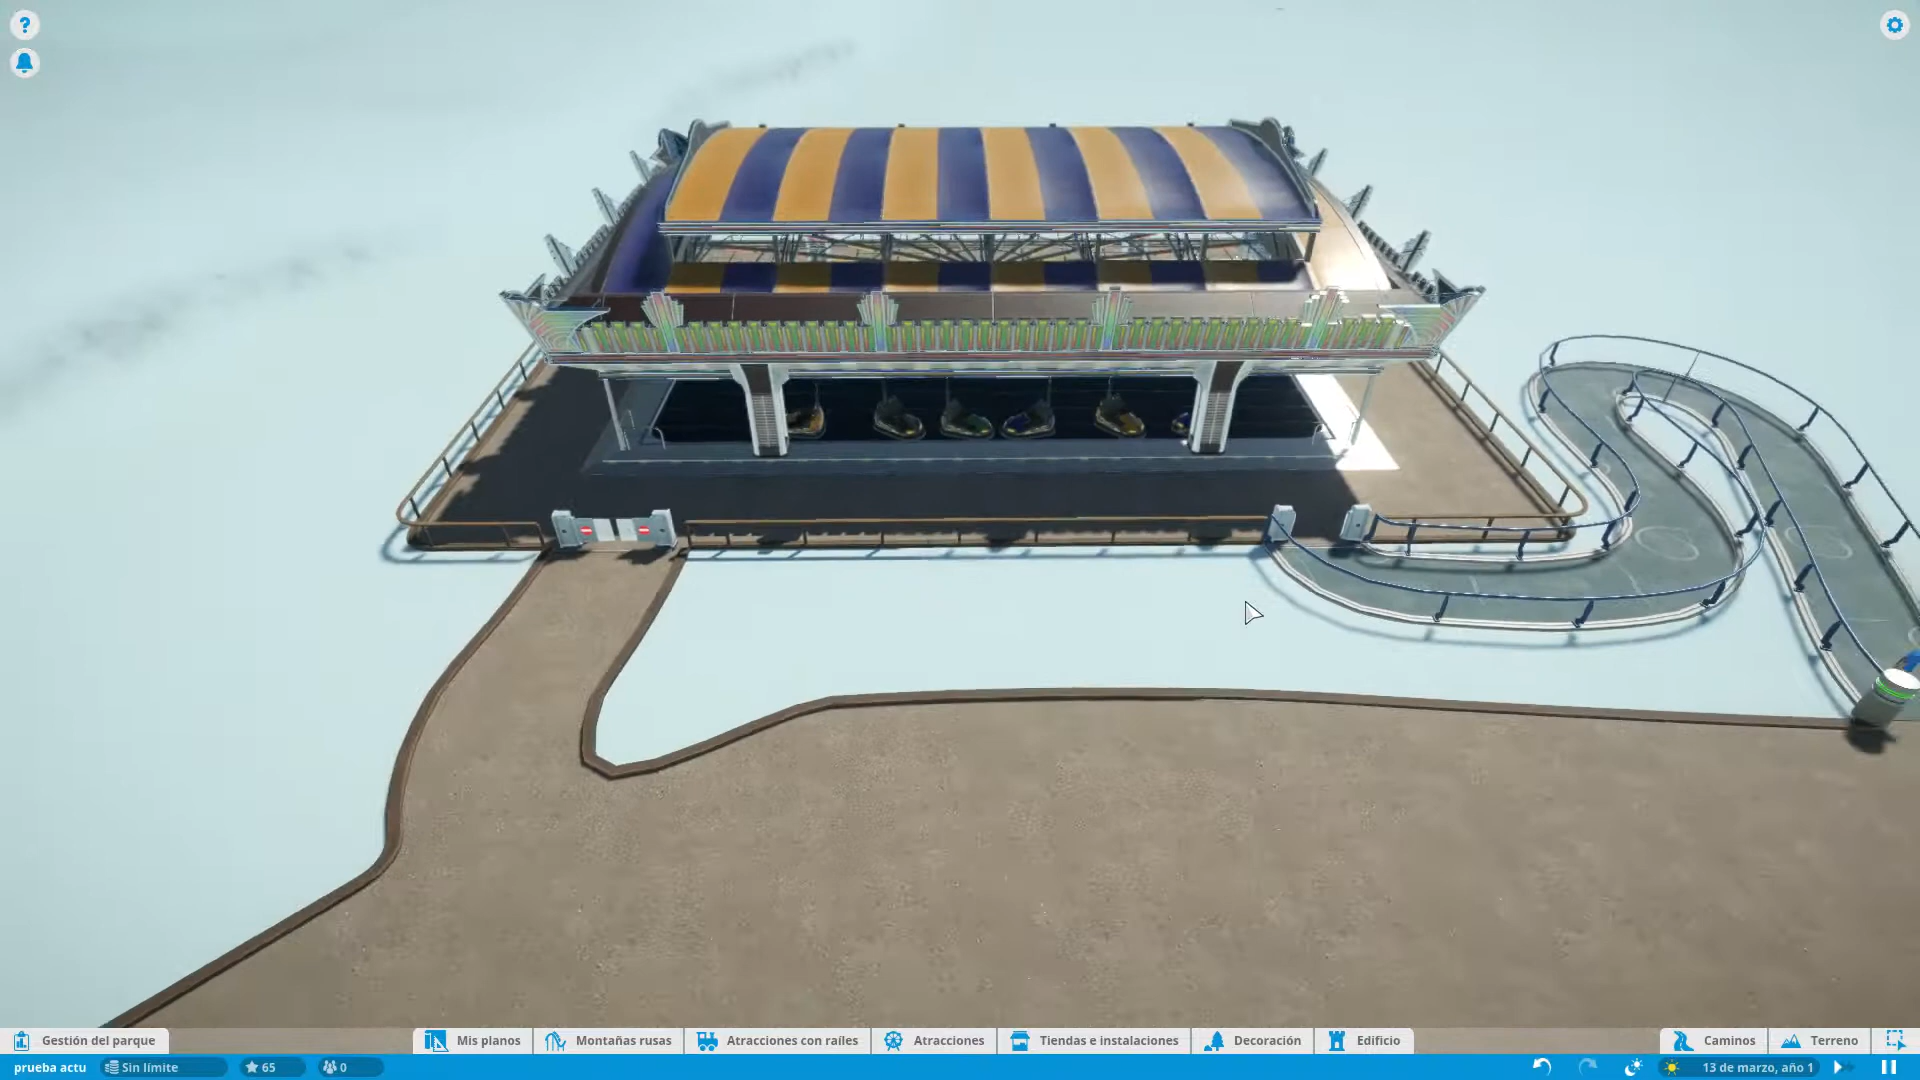 ?
Gestión del parque
Mis planos
Montañas rusas
Atracciones con raíles
Atracciones
Tiendas e instalaciones
Decoración
Edificio
Caminos
Terreno
prueba actu
Sin límite
65
0
13 de marzo, año 1